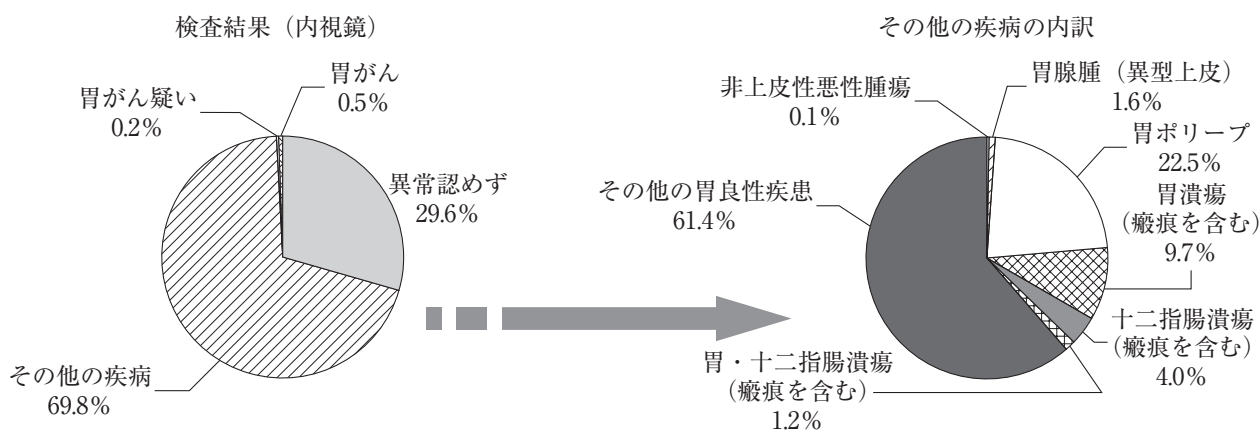 検査結果（内視鏡）
胃がん
0.5%
胃がん疑い
0.2%
異常認めず
29.6%
その他の疾病
69.8%
その他の疾病の内訳
胃腺腫（異型上皮）
1.6%
非上皮性悪性腫瘍
0.1%
胃ポリープ
22.5%
胃潰瘍
（瘢痕を含む）
9.7%
その他の胃良性疾患
61.4%
十二指腸潰瘍
（瘢痕を含む）
4.0%
胃・十二指腸潰瘍
（瘢痕を含む）
1.2%